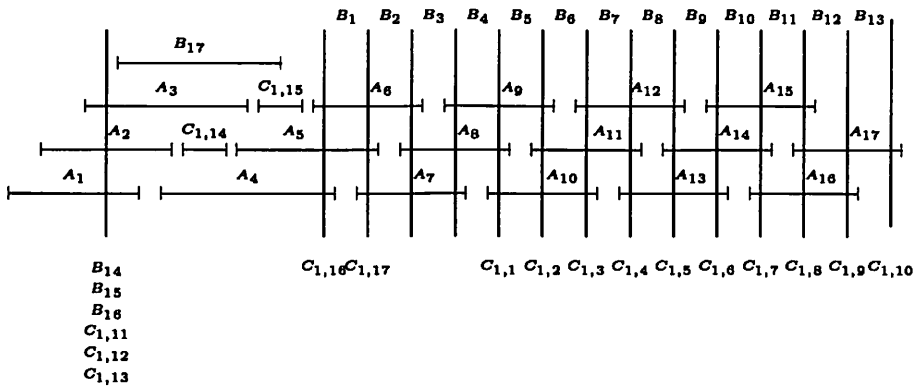 B1 B2 B3 B4 B5 B6 B7 B8 B9 B10 B11 B12 B13
B17
A3 C1,15 A6 A9 A12 A15
A2 C1,14 A5 A8 A11 A14 A17
A1 A4 A7 A10 A13 A16
B14 C1,16 C1,17 C1,1 C1,2 C1,3 C1,4 C1,5 C1,6 C1,7 C1,8 C1,9 C1,10
B15
B16
C1,11
C1,12
C1,13